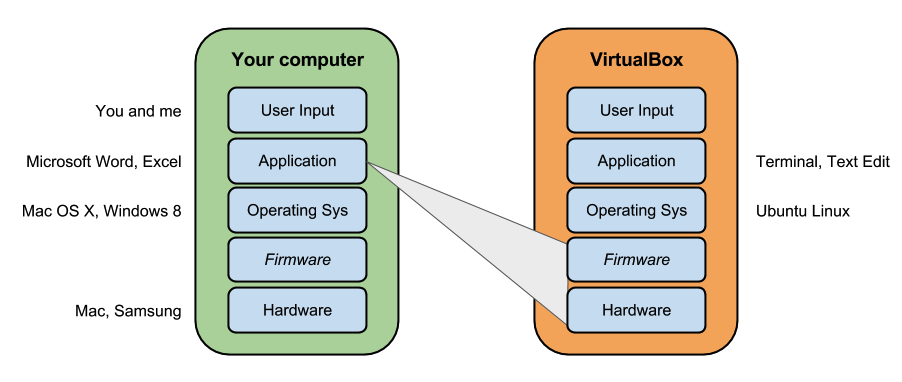 Your computer
VirtualBox
You and me
User Input
User Input
Microsoft Word, Excel
Application
Application
Terminal, Text Edit
Mac OS X, Windows 8
Operating Sys
Operating Sys
Ubuntu Linux
Firmware
Firmware
Mac, Samsung
Hardware
Hardware